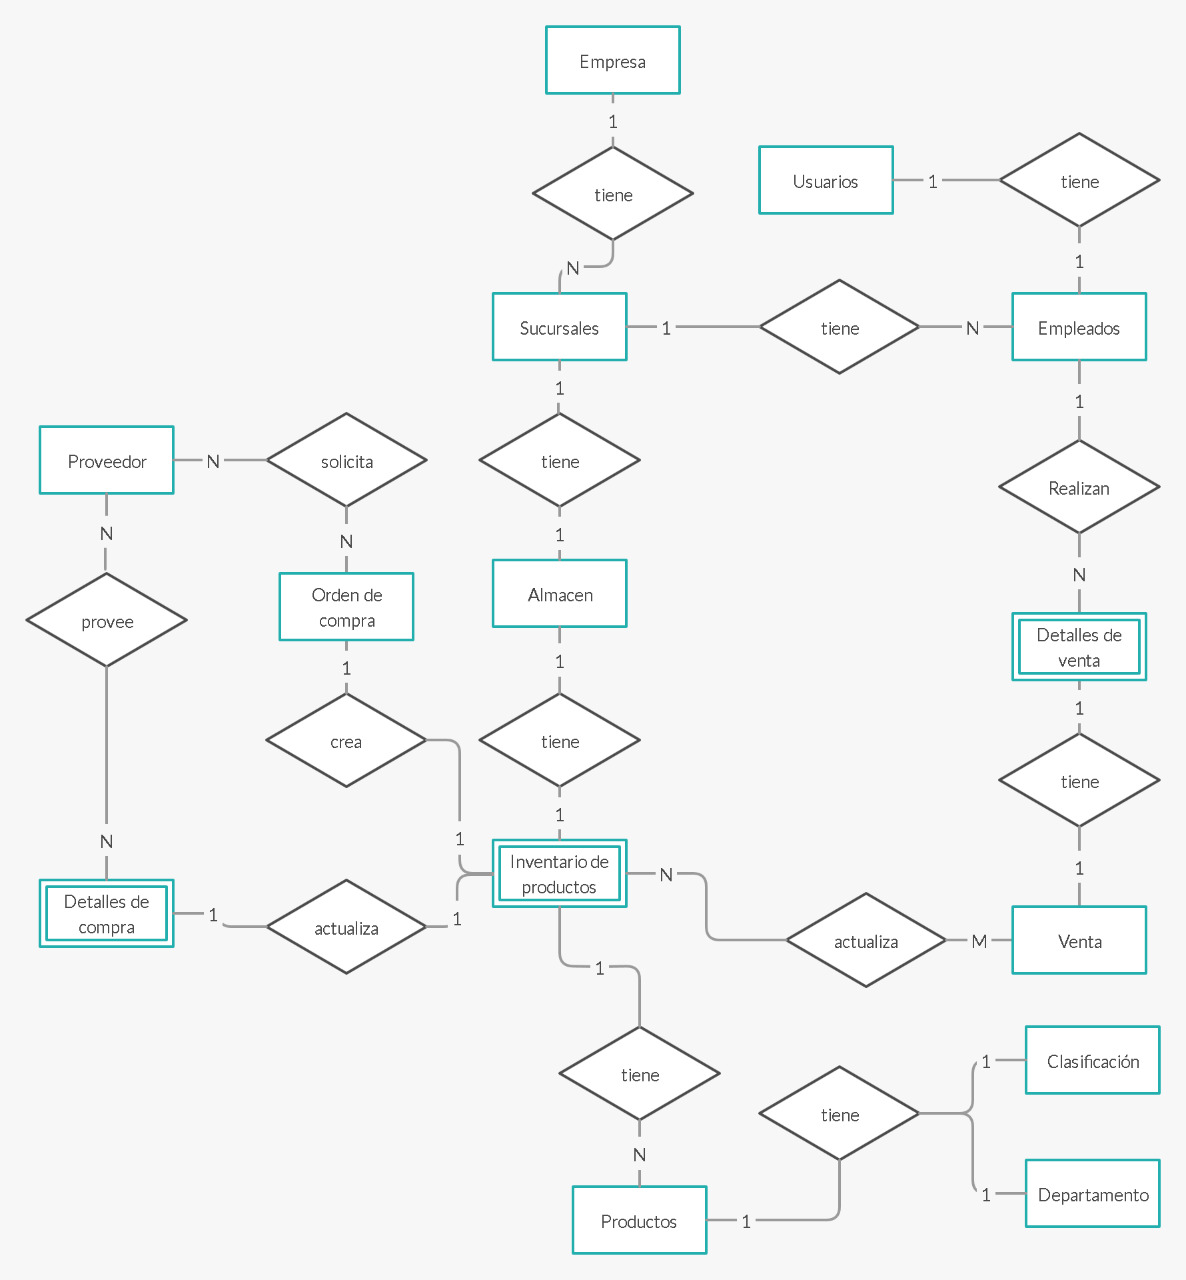 Empresa
1
tiene
Usuarios
1
tiene
N
1
Sucursales
1
tiene
N
Empleados
1
1
Proveedor
N
solicita
tiene
Realizan
N
N
1
N
Orden de
compra
Almacen
provee
Detalles de
venta
1
1
1
crea
tiene
tiene
N
1
1
1
Inventario de
productos
N
Detalles de
compra
1
actualiza
1
actualiza
M
Venta
1
tiene
1
Clasificación
tiene
N
Productos
1
1
Departamento